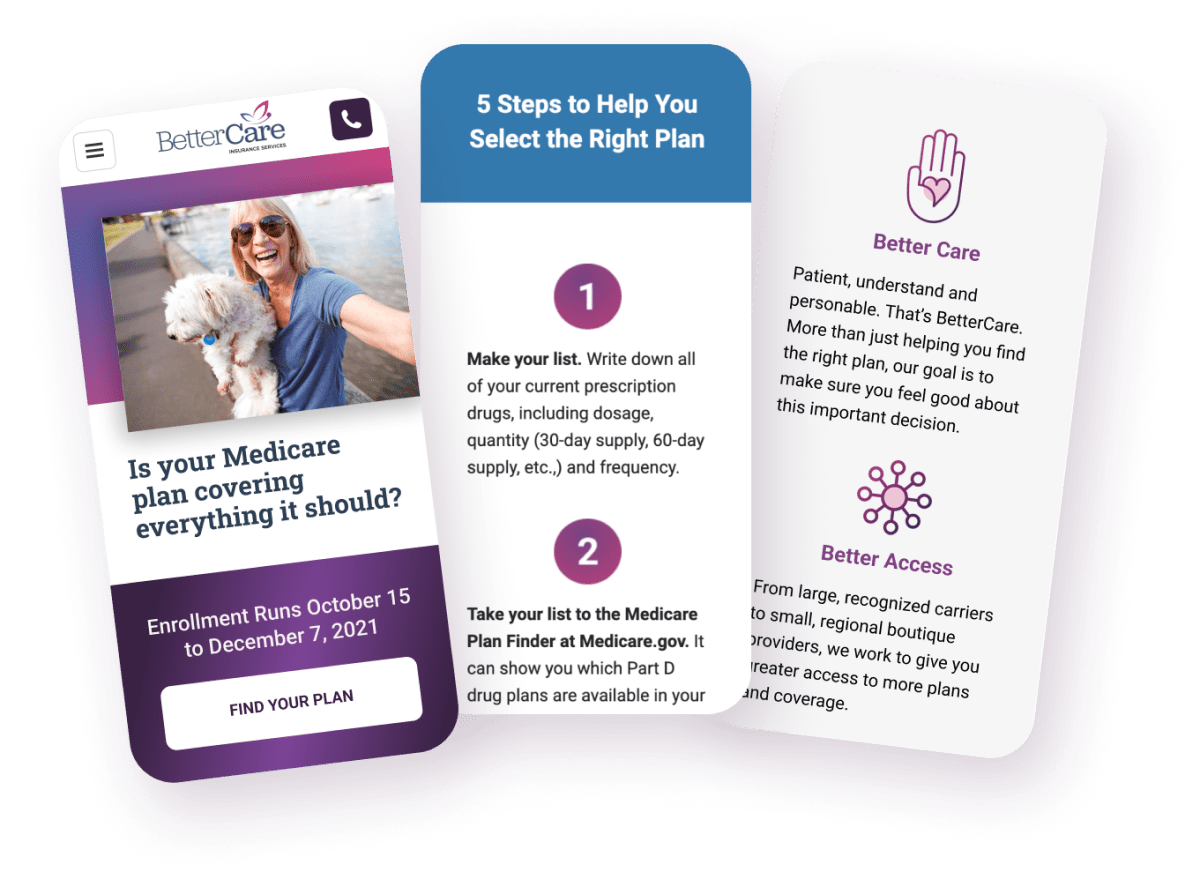 BetterCare
INSURANCE SERVICES
Is your Medicare
plan covering
everything it should?
Enrollment Runs October 15
to December 7, 2021
FIND YOUR PLAN
5 Steps to Help You
Select the Right Plan
1
Make your list. Write down all
of your current prescription
drugs, including dosage,
quantity (30-day supply, 60-day
supply, etc.,) and frequency.
2
Take your list to the Medicare
Plan Finder at Medicare.gov. It
can show you which Part D
drug plans are available in your
Better Care
Patient, understand and
personable. That’s BetterCare.
More than just helping you find
the right plan, our goal is to
make sure you feel good about
this important decision.
Better Access
From large, recognized carriers
to small, regional boutique
providers, we work to give you
greater access to more plans
and coverage.